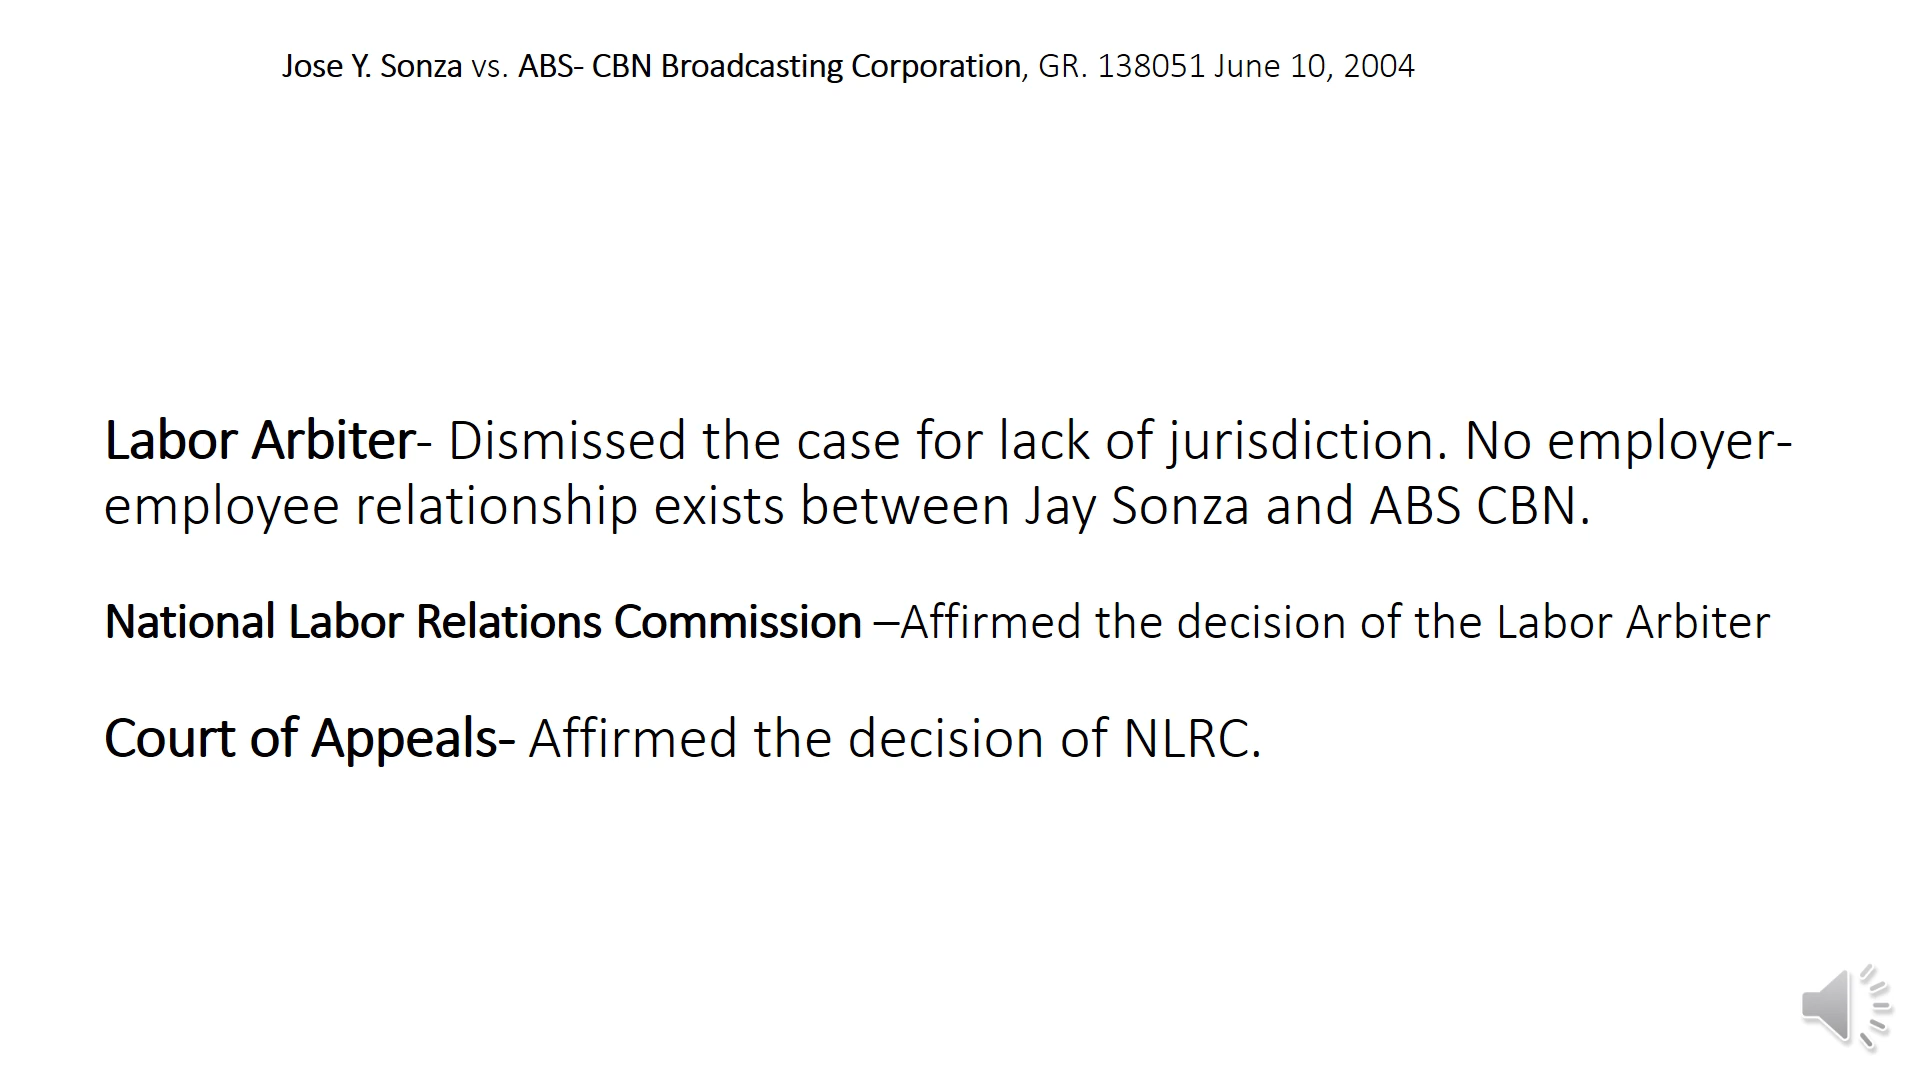 Jose Y. Sonza vs. ABS- CBN Broadcasting Corporation, GR. 138051 June 10, 2004
Labor Arbiter- Dismissed the case for lack of jurisdiction. No employer-
employee relationship exists between Jay Sonza and ABS CBN.
National Labor Relations Commission –Affirmed the decision of the Labor Arbiter
Court of Appeals- Affirmed the decision of NLRC.